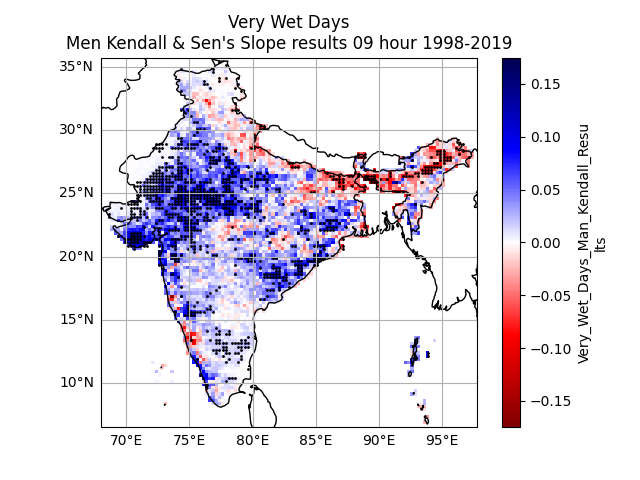 Very Wet Days
Men Kendall & Sen's Slope results 09 hour 1998-2019
35°N
30°N
25°N
20°N
15°N
10°N
70°E 75°E 80°E 85°E 90°E 95°E
0.15
0.10
0.05
0.00
−0.05
−0.10
−0.15
Very_Wet_Days_Man_Kendall_Resu
lts